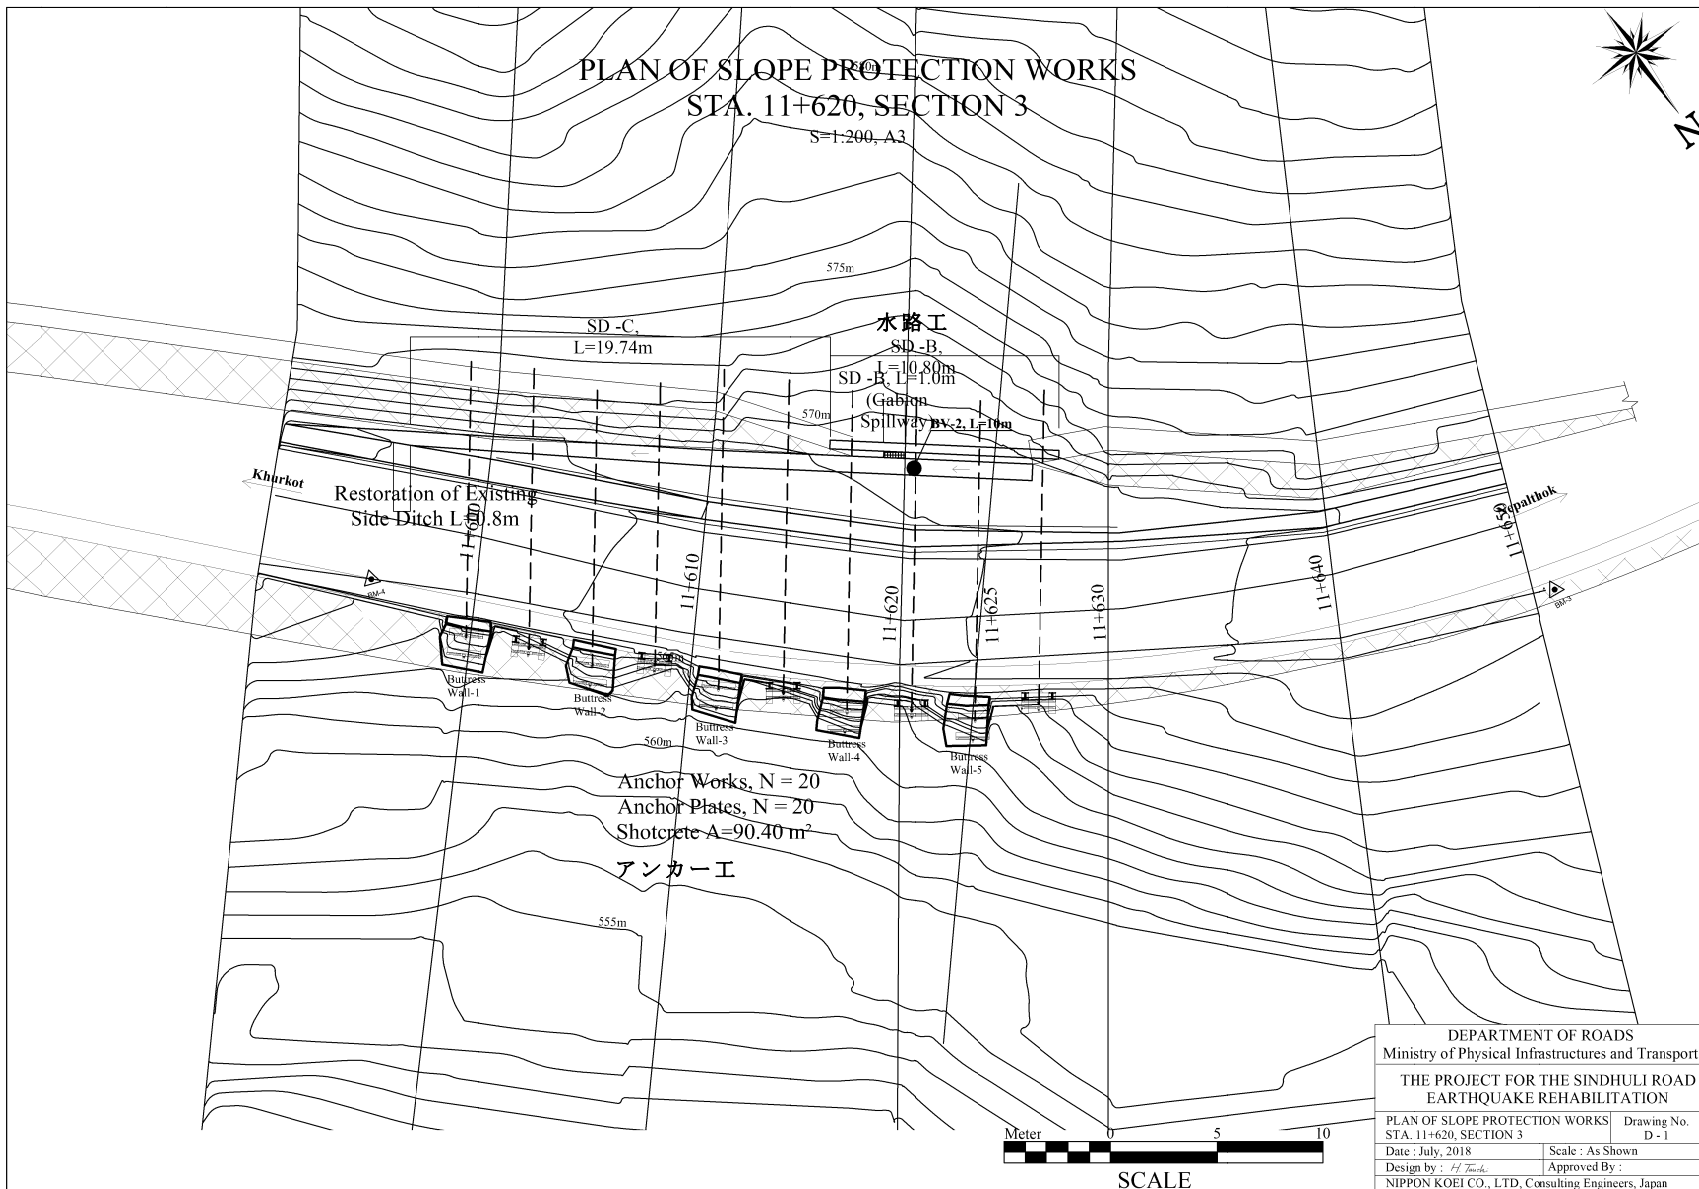 PLAN OF SLOPE PROTECTION WORKS
STA. 11+620, SECTION 3
S=1:200, A3
580m
N
575m
SD -C,
L=19.74m
水路工
SD -B,
L=10.80m
SD -B, L=1.0m
(Gabion
Spillway)
570m
BV-2, L=10m
Khurkot
Restoration of Existing
Side Ditch L=0.8m
Nepalthok
11+600
11+610
11+620
11+625
11+630
11+640
11+650
BM-4
BM-3
Buttress
Wall-1
Buttress
Wall-2
Buttress
Wall-3
Buttress
Wall-4
Buttress
Wall-5
560m
Anchor Works, N = 20
Anchor Plates, N = 20
Shotcrete A=90.40 m²
アンカー工
555m
Meter 0 5 10
SCALE
DEPARTMENT OF ROADS
Ministry of Physical Infrastructures and Transport
THE PROJECT FOR THE SINDHULI ROAD
EARTHQUAKE REHABILITATION
PLAN OF SLOPE PROTECTION WORKS
STA. 11+620, SECTION 3
Drawing No.
D - 1
Date : July, 2018
Scale : As Shown
Design by :
Approved By :
NIPPON KOEI CO., LTD, Consulting Engineers, Japan